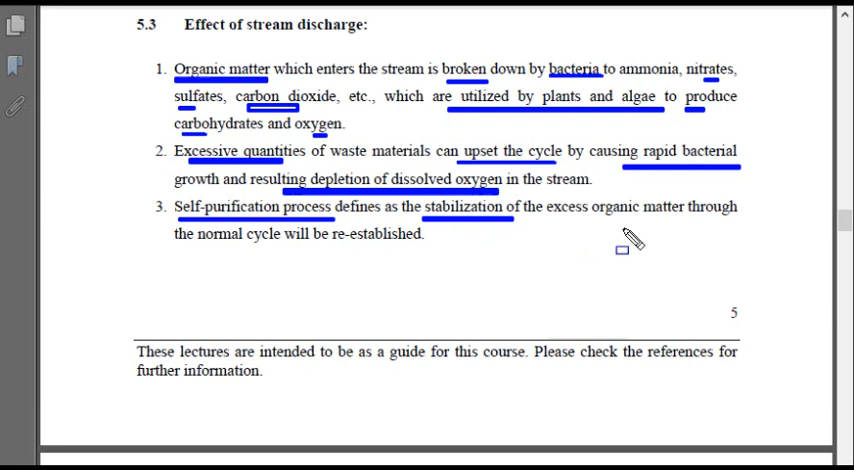 5.3 Effect of stream discharge:
1. Organic matter which enters the stream is broken down by bacteria to ammonia, nitrates,
sulfates, carbon dioxide, etc., which are utilized by plants and algae to produce
carbohydrates and oxygen.
2. Excessive quantities of waste materials can upset the cycle by causing rapid bacterial
growth and resulting depletion of dissolved oxygen in the stream.
3. Self-purification process defines as the stabilization of the excess organic matter through
the normal cycle will be re-established.
5
These lectures are intended to be as a guide for this course. Please check the references for
further information.